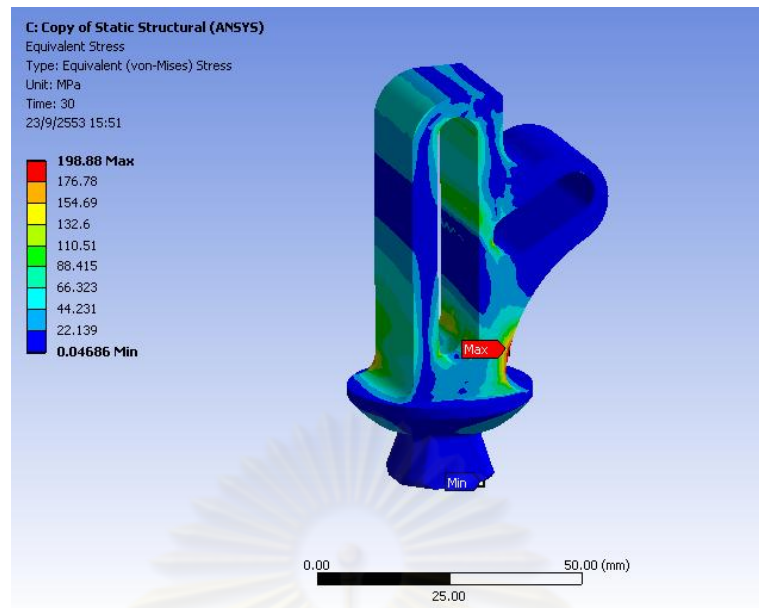 C: Copy of Static Structural (ANSYS)
Equivalent Stress
Type: Equivalent (von-Mises) Stress
Unit: MPa
Time: 30
23/9/2553 15:51
198.88 Max
176.78
154.69
132.6
110.51
88.415
66.323
44.231
22.139
0.04686 Min
Max
Min
0.00
50.00 (mm)
25.00